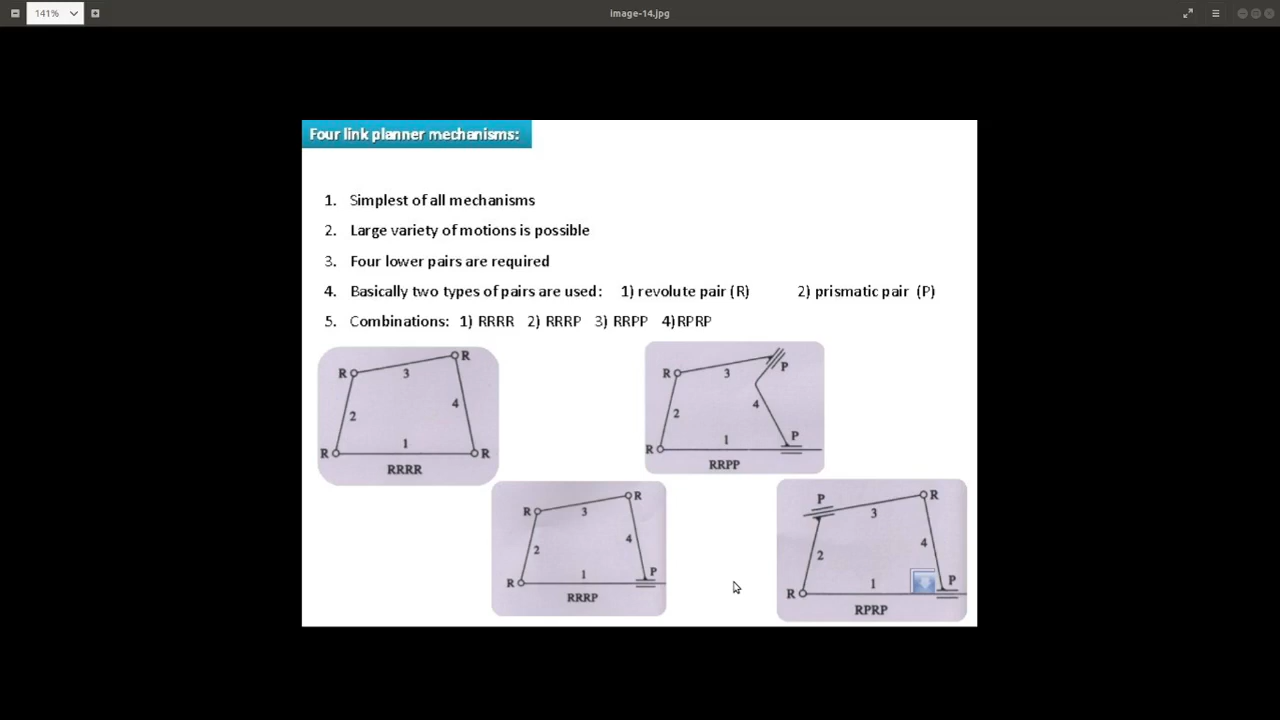 141%
image-14.jpg
Four link planner mechanisms:
1. Simplest of all mechanisms
2. Large variety of motions is possible
3. Four lower pairs are required
4. Basically two types of pairs are used: 1) revolute pair (R) 2) prismatic pair (P)
5. Combinations: 1) RRRR 2) RRRP 3) RRPP 4)RPRP
R
R
3
2
4
1
R
R
RRRR
R
3
P
2
4
1
P
R
RRPP
R
R
3
2
4
1
P
R
RRRP
P
R
3
2
4
1
P
R
RPRP